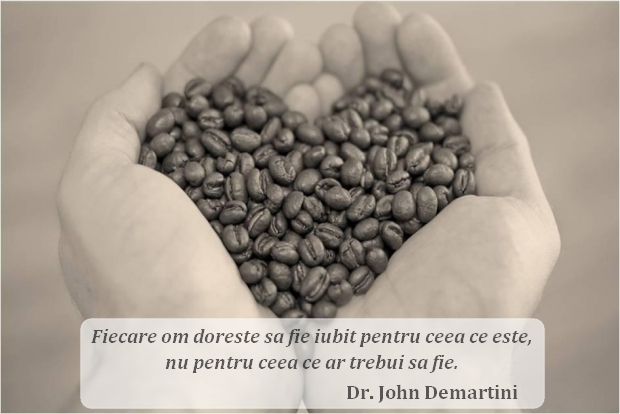 Fiecare om doreste sa fie iubit pentru ceea ce este,
nu pentru ceea ce ar trebui sa fie.
Dr. John Demartini